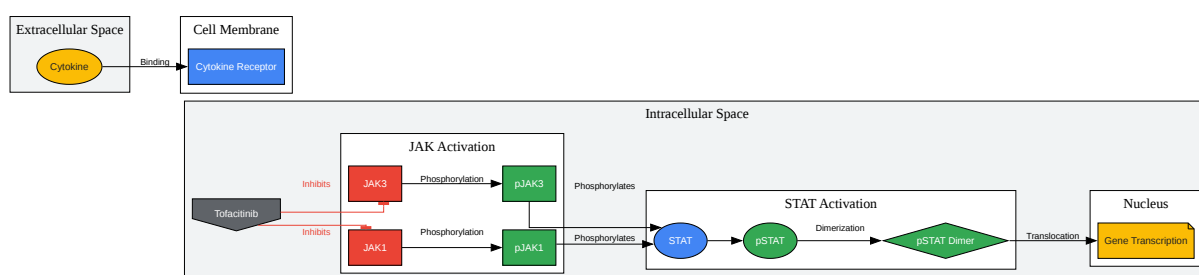 Extracellular Space
Cell Membrane
Cytokine
Binding
Cytokine Receptor
Intracellular Space
JAK Activation
Inhibits
JAK3
Phosphorylation
pJAK3
Phosphorylates
Tofacitinib
Inhibits
JAK1
Phosphorylation
pJAK1
Phosphorylates
STAT Activation
STAT
pSTAT
Dimerization
pSTAT Dimer
Translocation
Nucleus
Gene Transcription